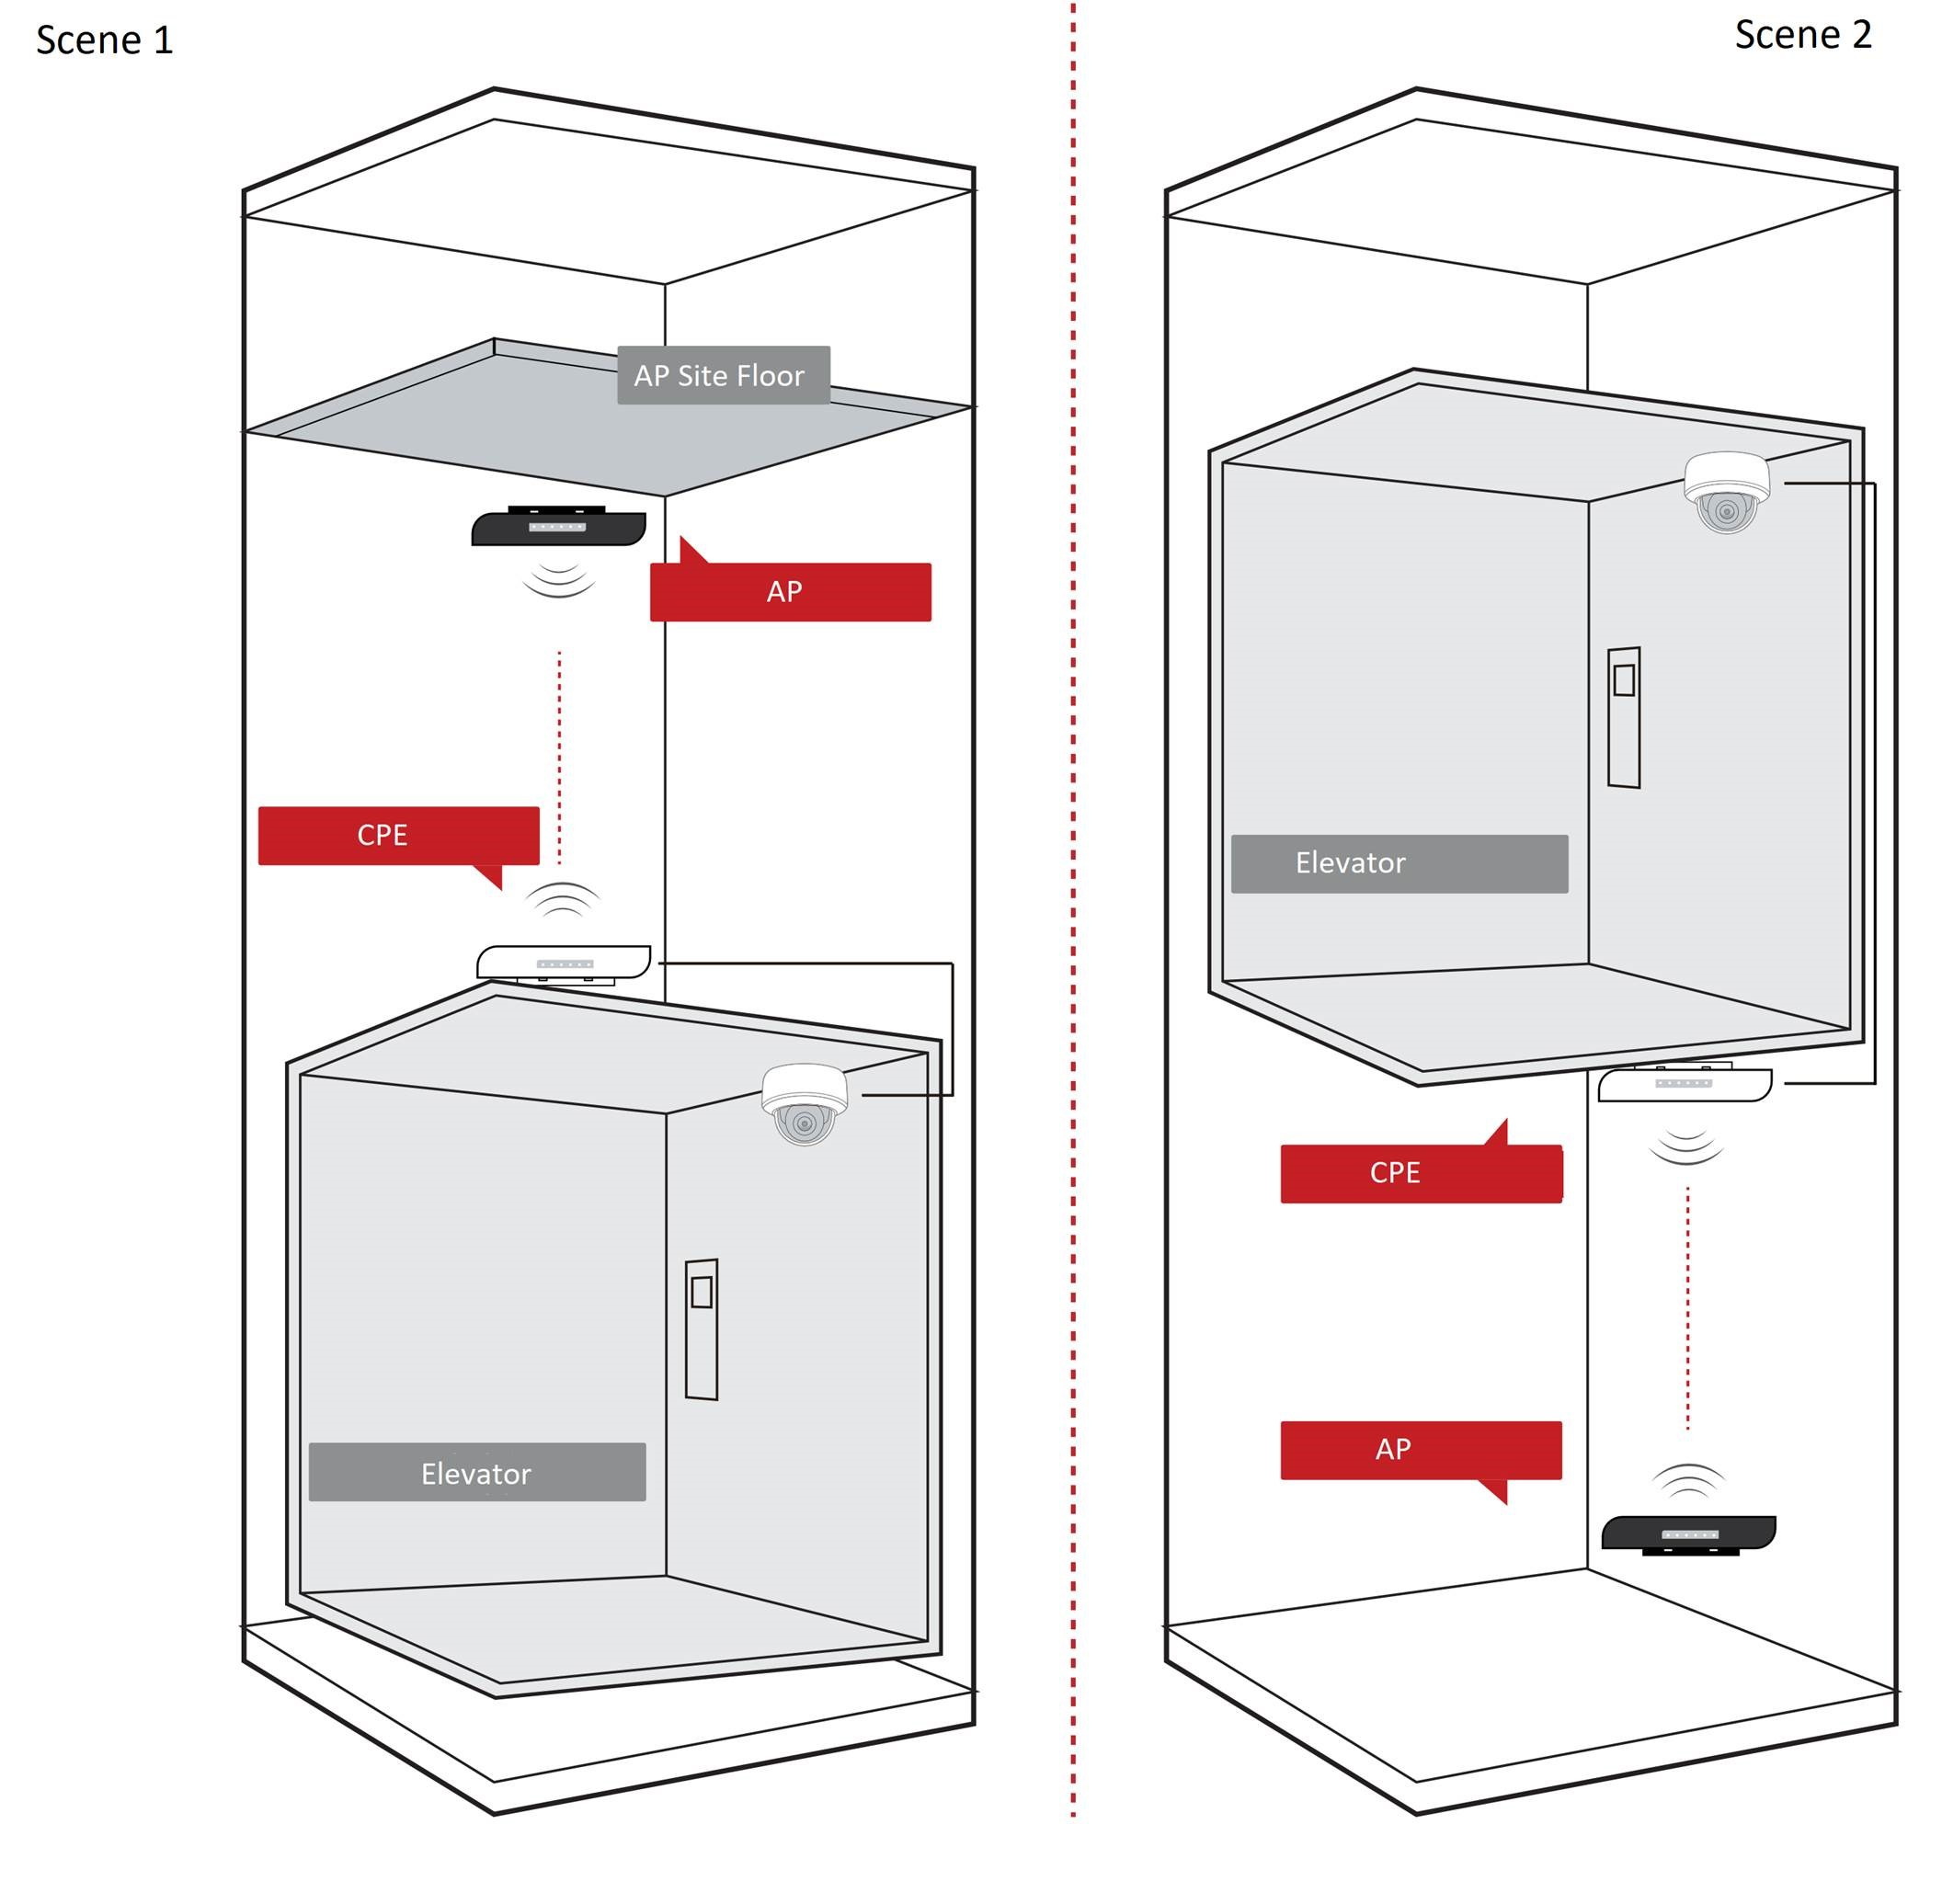 Scene 1
AP Site Floor
AP
CPE
Elevator
Scene 2
Elevator
CPE
AP